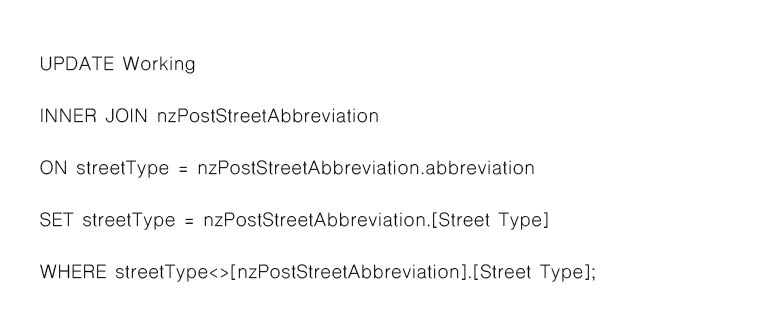 UPDATE Working
INNER JOIN nzPostStreetAbbreviation
ON streetType = nzPostStreetAbbreviation.abbreviation
SET streetType = nzPostStreetAbbreviation.[Street Type]
WHERE streetType<>[nzPostStreetAbbreviation].[Street Type];